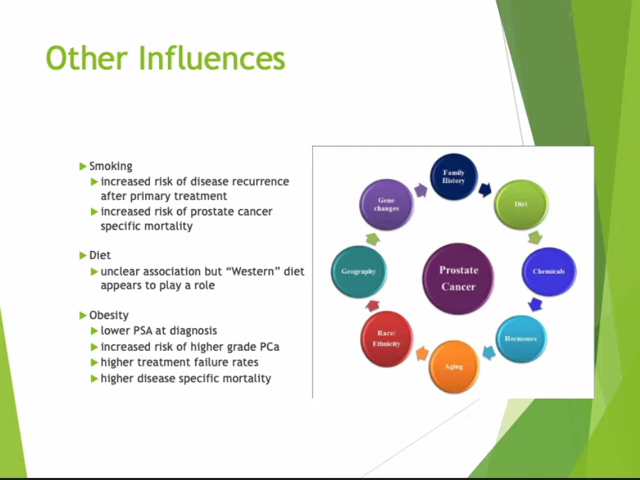 Other Influences
Smoking
increased risk of disease recurrence
after primary treatment
increased risk of prostate cancer
specific mortality
Diet
unclear association but “Western” diet
appears to play a role
Obesity
lower PSA at diagnosis
increased risk of higher grade PCa
higher treatment failure rates
higher disease specific mortality
Family
History
Diet
Chemicals
Hormones
Aging
Race/
Ethnicity
Geography
Gene
changes
Prostate
Cancer